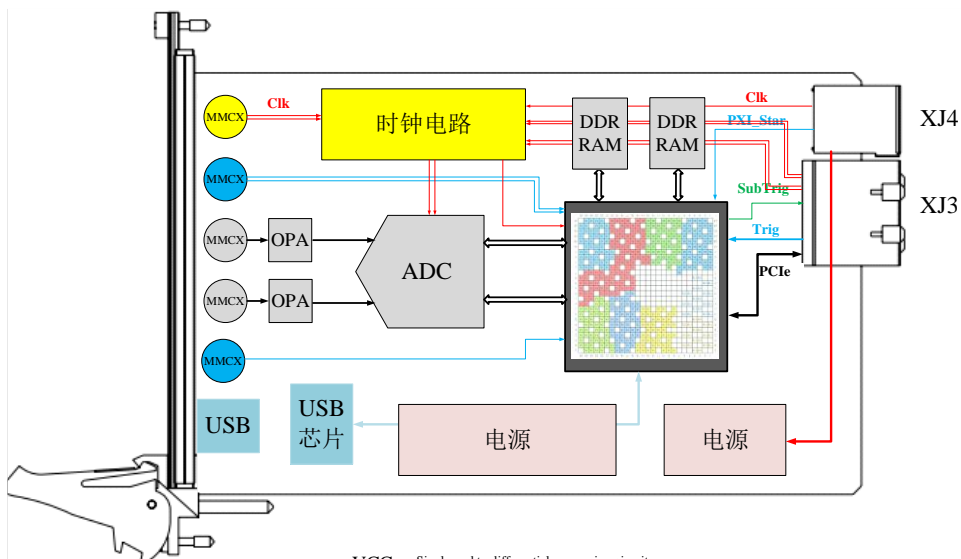 MMCX
Clk
时钟电路
DDR
RAM
DDR
RAM
Clk
PXI_Star
XJ4
MMCX
SubTrig
XJ3
MMCX
OPA
ADC
Trig
PCIe
MMCX
OPA
MMCX
USB
USB
芯片
电源
电源